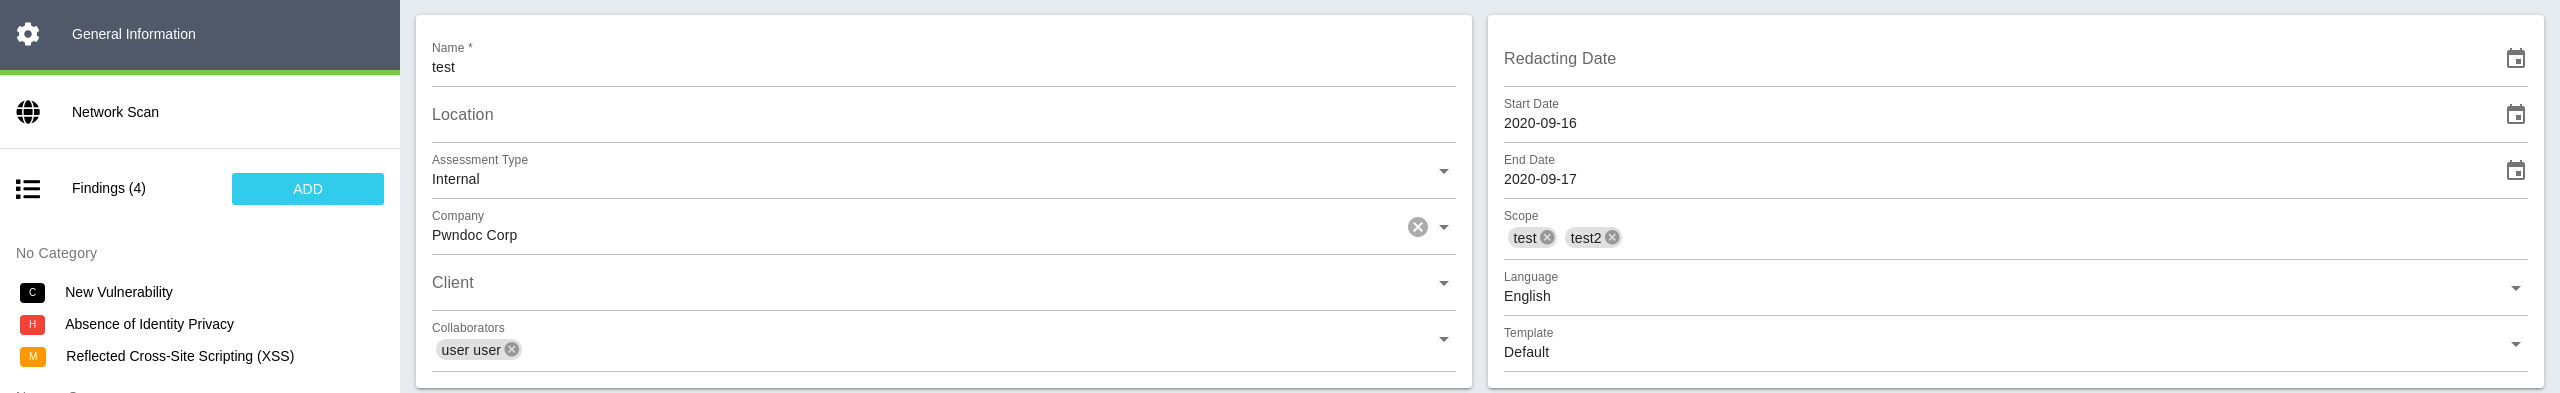 General Information
Network Scan
Findings (4)
ADD
No Category
C New Vulnerability
H Absence of Identity Privacy
M Reflected Cross-Site Scripting (XSS)
Name *
test
Location
Assessment Type
Internal
Company
Pwndoc Corp
Client
Collaborators
user user
Redacting Date
Start Date
2020-09-16
End Date
2020-09-17
Scope
test test2
Language
English
Template
Default